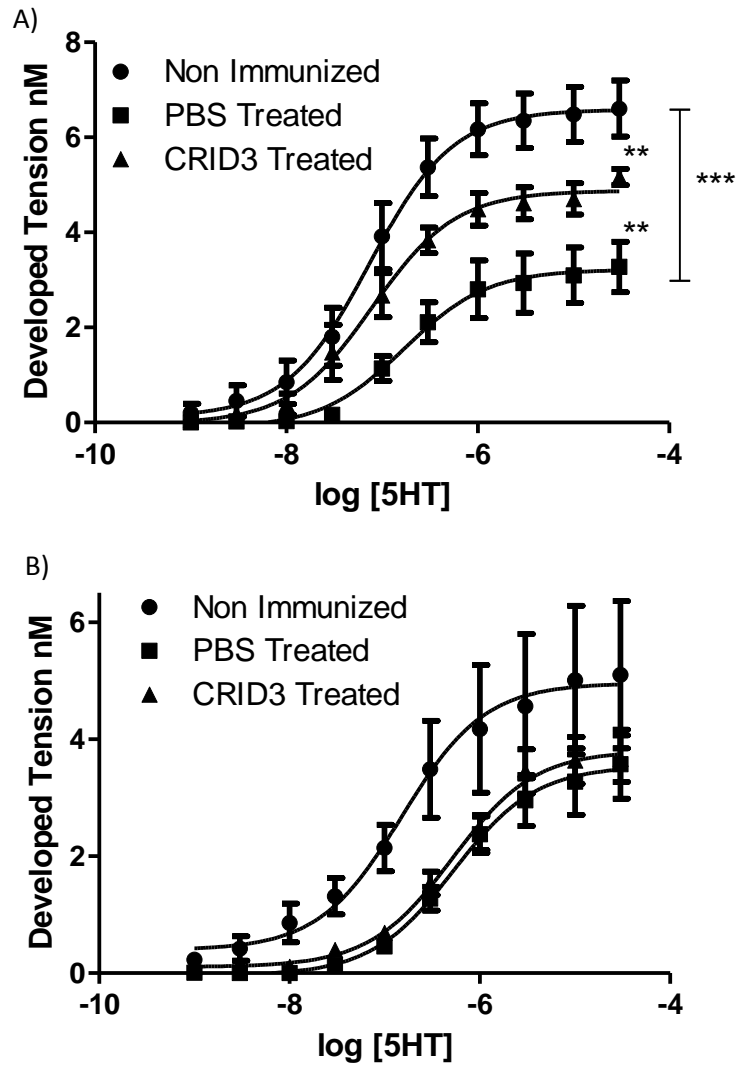 A)
8
6
4
2
0
Developed Tension nM
Non Immunized
PBS Treated
CRID3 Treated
**
***
**
-10
-8
-6
-4
log [5HT]
B)
6
4
2
0
Developed Tension nM
Non Immunized
PBS Treated
CRID3 Treated
-10
-8
-6
-4
log [5HT]